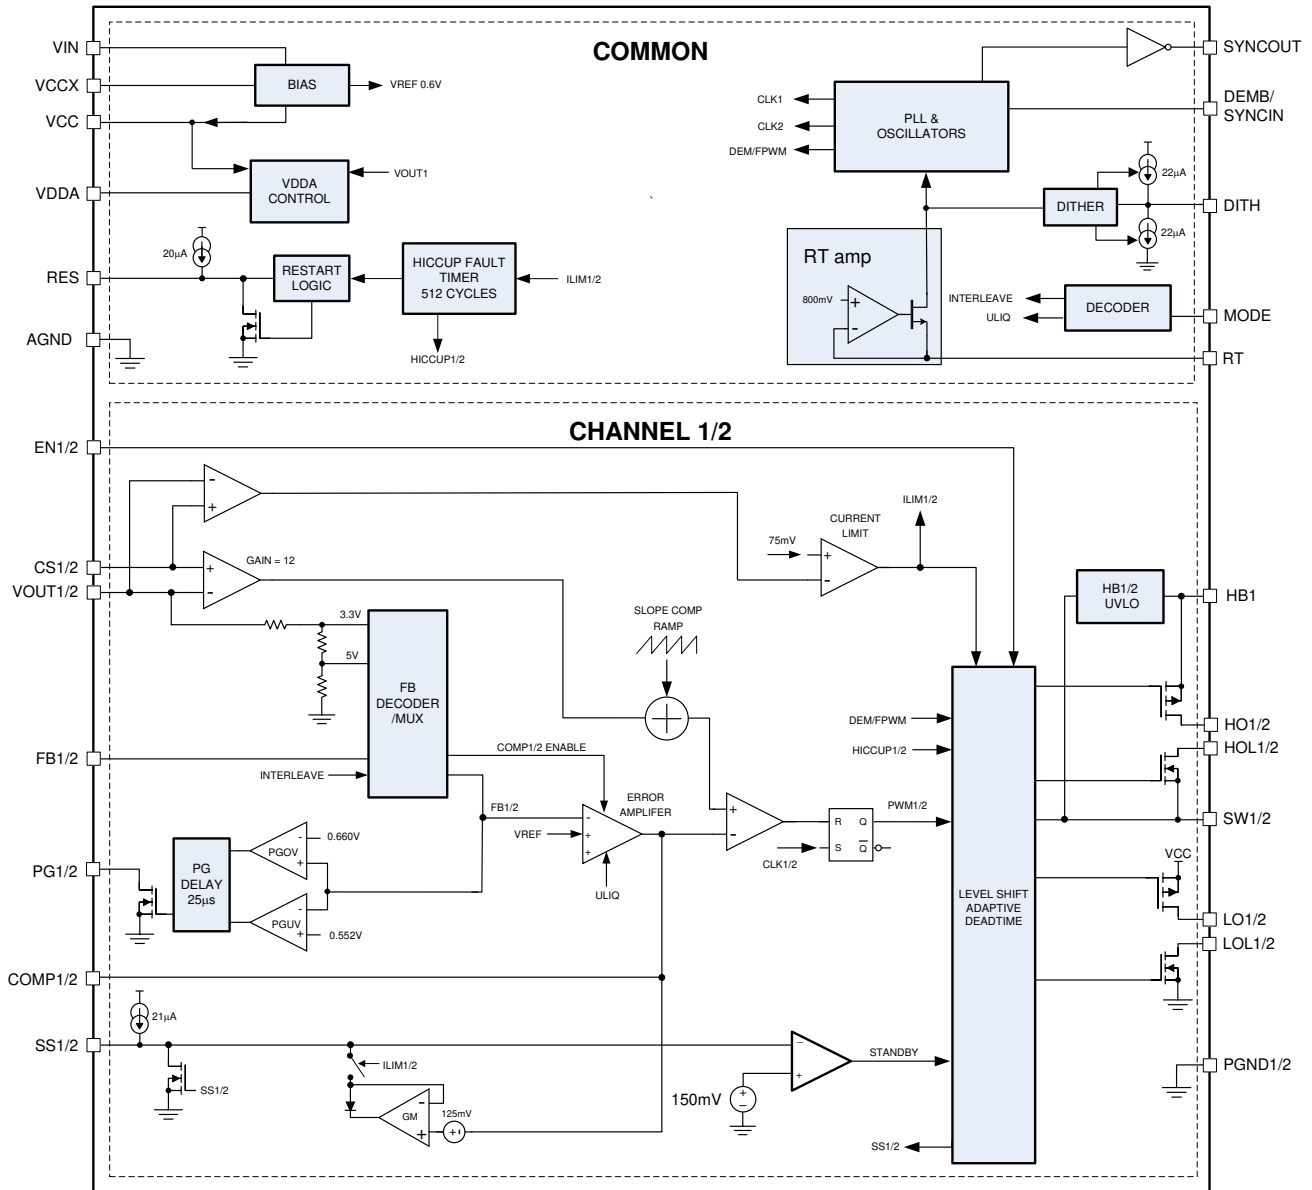 COMMON
VIN
VCCX
VCC
VDDA
RES
AGND
BIAS
VREF 0.6V
VDDA
CONTROL
VOUT1
20µA
RESTART
LOGIC
HICCUP FAULT
TIMER
512 CYCLES
ILIM1/2
HICCUP1/2
CLK1
CLK2
DEM/FPWM
PLL &
OSCILLATORS
SYNCOUT
DEMB/
SYNCIN
DITHER
22µA
22µA
DITH
RT amp
800mV
+
-
INTERLEAVE
ULIQ
DECODER
MODE
RT
CHANNEL 1/2
EN1/2
-
+
CS1/2
VOUT1/2
+
-
GAIN = 12
3.3V
5V
FB
DECODER
/MUX
FB1/2
INTERLEAVE
COMP1/2 ENABLE
FB1/2
SLOPE COMP
RAMP
75mV
+
-
CURRENT
LIMIT
ILIM1/2
ERROR
AMPLIFER
-
+
+
VREF
ULIQ
+
-
R
Q
S
Q
CLK1/2
PWM1/2
DEM/FPWM
HICCUP1/2
LEVEL SHIFT
ADAPTIVE
DEADTIME
HB1/2
UVLO
HB1
HO1/2
HOL1/2
SW1/2
VCC
LO1/2
LOL1/2
PGND1/2
PG1/2
PG
DELAY
25µs
PGOV
-
+
0.660V
PGUV
-
+
0.552V
COMP1/2
21µA
SS1/2
SS1/2
ILIM1/2
GM
-
+
125mV
+
-
+
150mV
+
-
STANDBY
SS1/2